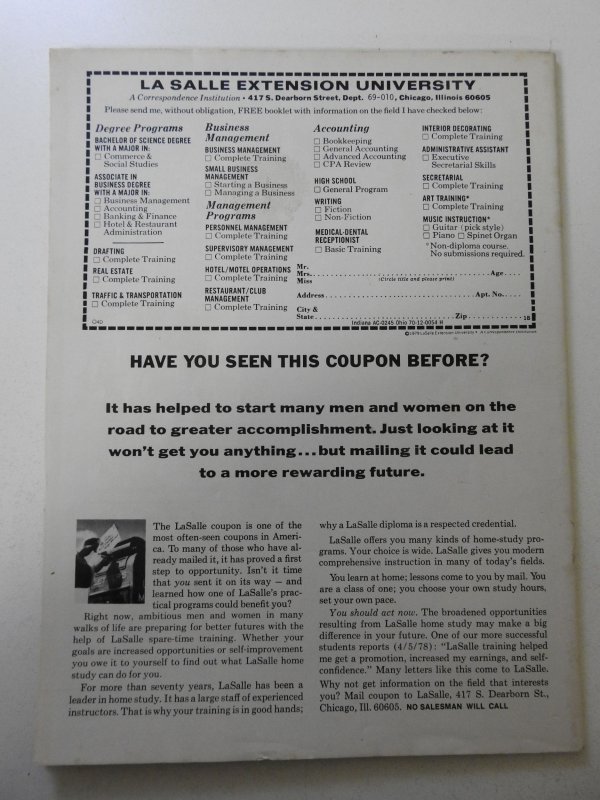 LA SALLE EXTENSION UNIVERSITY
A Correspondence Institution • 417 S. Dearborn Street, Dept. 69-010, Chicago, Illinois 60605
Please send me, without obligation, FREE booklet with information on the field I have checked below:
Degree Programs
BACHELOR OF SCIENCE DEGREE
WITH A MAJOR IN:
□ Commerce &
Social Studies
ASSOCIATE IN
BUSINESS DEGREE
WITH A MAJOR IN:
□ Business Management
□ Accounting
□ Banking & Finance
□ Hotel & Restaurant
Administration
DRAFTING
□ Complete Training
REAL ESTATE
□ Complete Training
TRAFFIC & TRANSPORTATION
□ Complete Training
Business
Management
BUSINESS MANAGEMENT
□ Complete Training
SMALL BUSINESS
MANAGEMENT
□ Starting a Business
□ Managing a Business
Management
Programs
PERSONNEL MANAGEMENT
□ Complete Training
SUPERVISORY MANAGEMENT
□ Complete Training
HOTEL/MOTEL OPERATIONS
□ Complete Training
RESTAURANT/CLUB
MANAGEMENT
□ Complete Training
Accounting
□ Bookkeeping
□ General Accounting
□ Advanced Accounting
□ CPA Review
HIGH SCHOOL
□ General Program
WRITING
□ Fiction
□ Non-Fiction
MEDICAL-DENTAL
RECEPTIONIST
□ Basic Training
INTERIOR DECORATING
□ Complete Training
ADMINISTRATIVE ASSISTANT
□ Executive
Secretarial Skills
SECRETARIAL
□ Complete Training
ART TRAINING*
□ Complete Training
MUSIC INSTRUCTION*
□ Guitar (pick style)
□ Piano □ Spinet Organ
*Non-diploma course.
No submissions required.
Mr.
Mrs. Age
Miss (Circle title and please print)
Address Apt. No.
City &
State Zip 18
Indiana AC-0245 Ohio 70-12-0054 H
©1979 LaSalle Extension University • A Correspondence Institution
HAVE YOU SEEN THIS COUPON BEFORE?
It has helped to start many men and women on the
road to greater accomplishment. Just looking at it
won't get you anything...but mailing it could lead
to a more rewarding future.
The LaSalle coupon is one of the
most often-seen coupons in Ameri-
ca. To many of those who have al-
ready mailed it, it has proved a first
step to opportunity. Isn't it time
that you sent it on its way — and
learned how one of LaSalle's prac-
tical programs could benefit you?
Right now, ambitious men and women in many
walks of life are preparing for better futures with the
help of LaSalle spare-time training. Whether your
goals are increased opportunities or self-improvement
you owe it to yourself to find out what LaSalle home
study can do for you.
For more than seventy years, LaSalle has been a
leader in home study. It has a large staff of experienced
instructors. That is why your training is in good hands;
why a LaSalle diploma is a respected credential.
LaSalle offers you many kinds of home-study pro-
grams. Your choice is wide. LaSalle gives you modern
comprehensive instruction in many of today's fields.
You learn at home; lessons come to you by mail. You
are a class of one; you choose your own study hours,
set your own pace.
You should act now. The broadened opportunities
resulting from LaSalle home study may make a big
difference in your future. One of our more successful
students reports (4/5/78): "LaSalle training helped
me get a promotion, increased my earnings, and self-
confidence." Many letters like this come to LaSalle.
Why not get information on the field that interests
you? Mail coupon to LaSalle, 417 S. Dearborn St.,
Chicago, Ill. 60605. NO SALESMAN WILL CALL